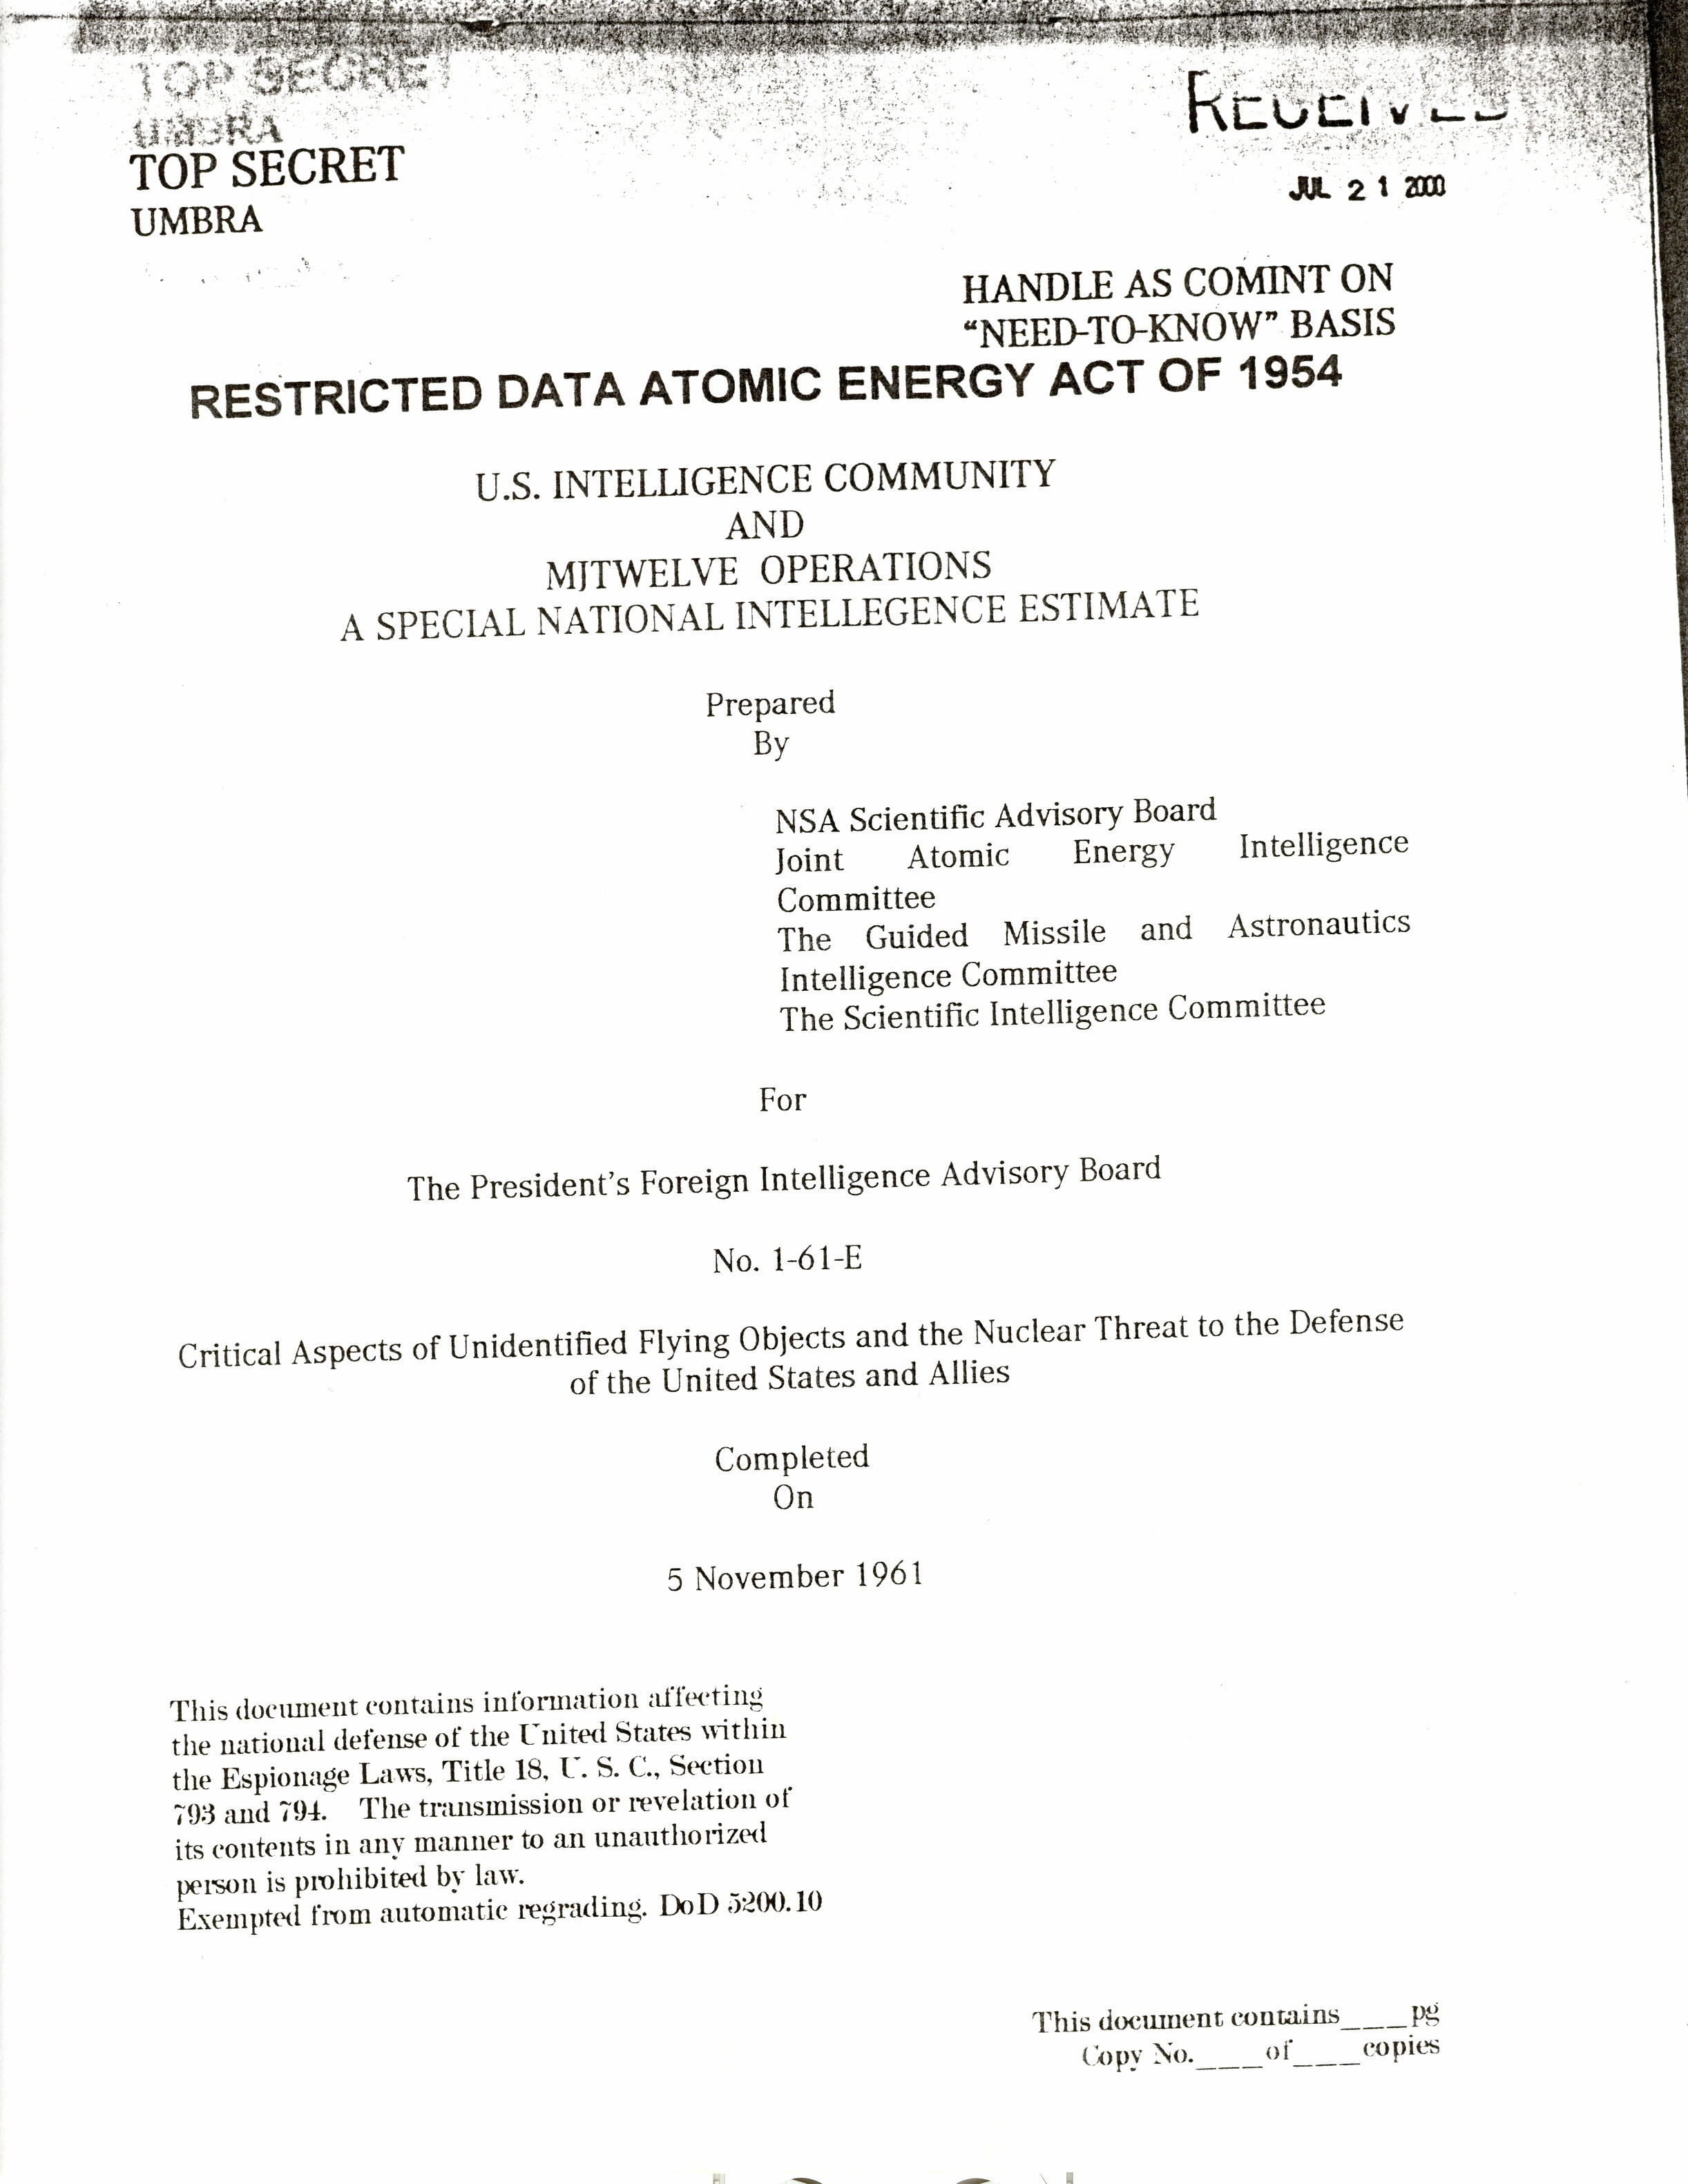 TOP SECRET
UMBRA
TOP SECRET
UMBRA
RECEIVED
JUL 21 2000
HANDLE AS COMINT ON
“NEED-TO-KNOW” BASIS
RESTRICTED DATA ATOMIC ENERGY ACT OF 1954
U.S. INTELLIGENCE COMMUNITY
AND
MJTWELVE OPERATIONS
A SPECIAL NATIONAL INTELLEGENCE ESTIMATE
Prepared
By
NSA Scientific Advisory Board
Joint Atomic Energy Intelligence
Committee
The Guided Missile and Astronautics
Intelligence Committee
The Scientific Intelligence Committee
For
The President’s Foreign Intelligence Advisory Board
No. 1-61-E
Critical Aspects of Unidentified Flying Objects and the Nuclear Threat to the Defense
of the United States and Allies
Completed
On
5 November 1961
This document contains information affecting
the national defense of the United States within
the Espionage Laws, Title 18, U. S. C., Section
793 and 794. The transmission or revelation of
its contents in any manner to an unauthorized
person is prohibited by law.
Exempted from automatic regrading. DoD 5200.10
This document contains___pg
Copy No.___of___copies